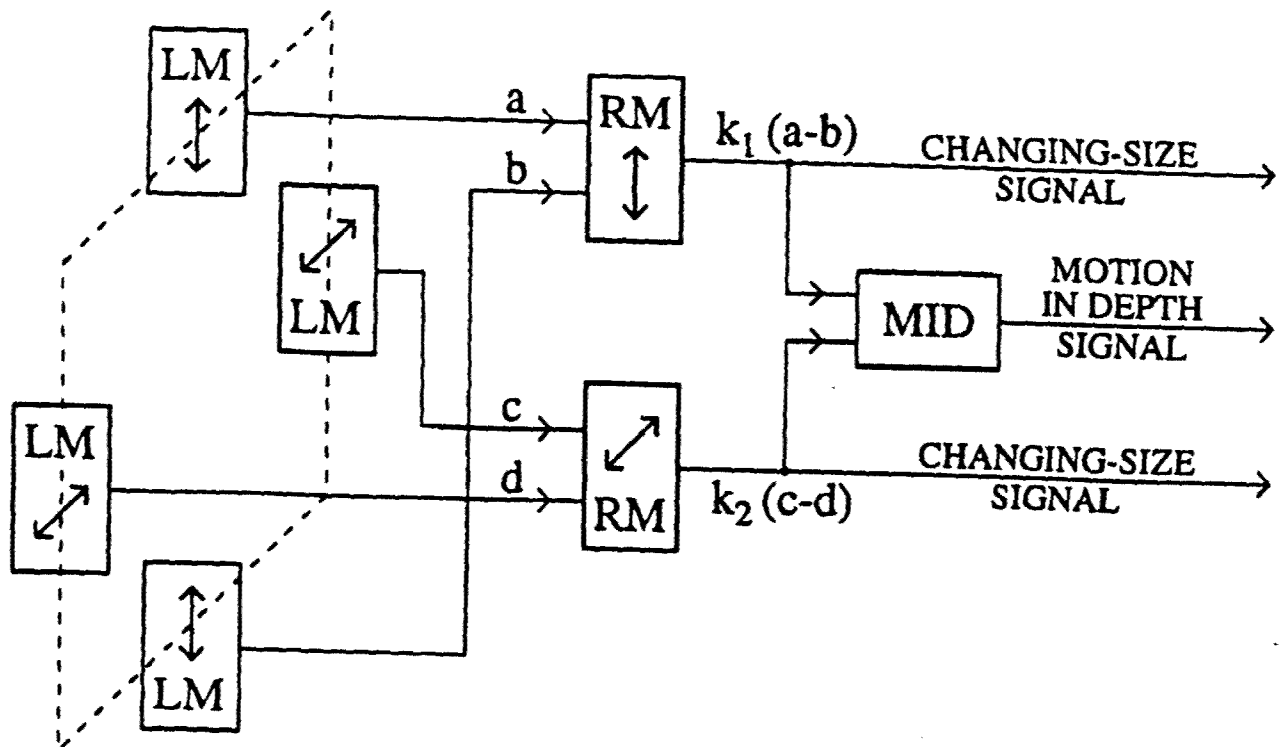 LM
a
RM
k₁ (a-b)
CHANGING-SIZE
SIGNAL
b
LM
MOTION
IN DEPTH
SIGNAL
MID
c
LM
d
RM
k₂ (c-d)
CHANGING-SIZE
SIGNAL
LM